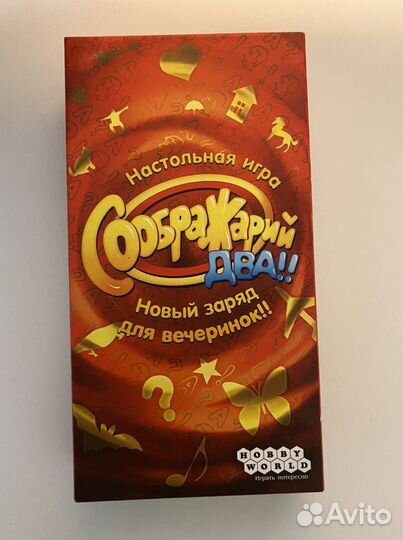 Настольная игра
Соображарий
ДВА!!
Новый заряд
для вечеринок!!
?
HOBBY
WORLD
Играть интересно
Avito